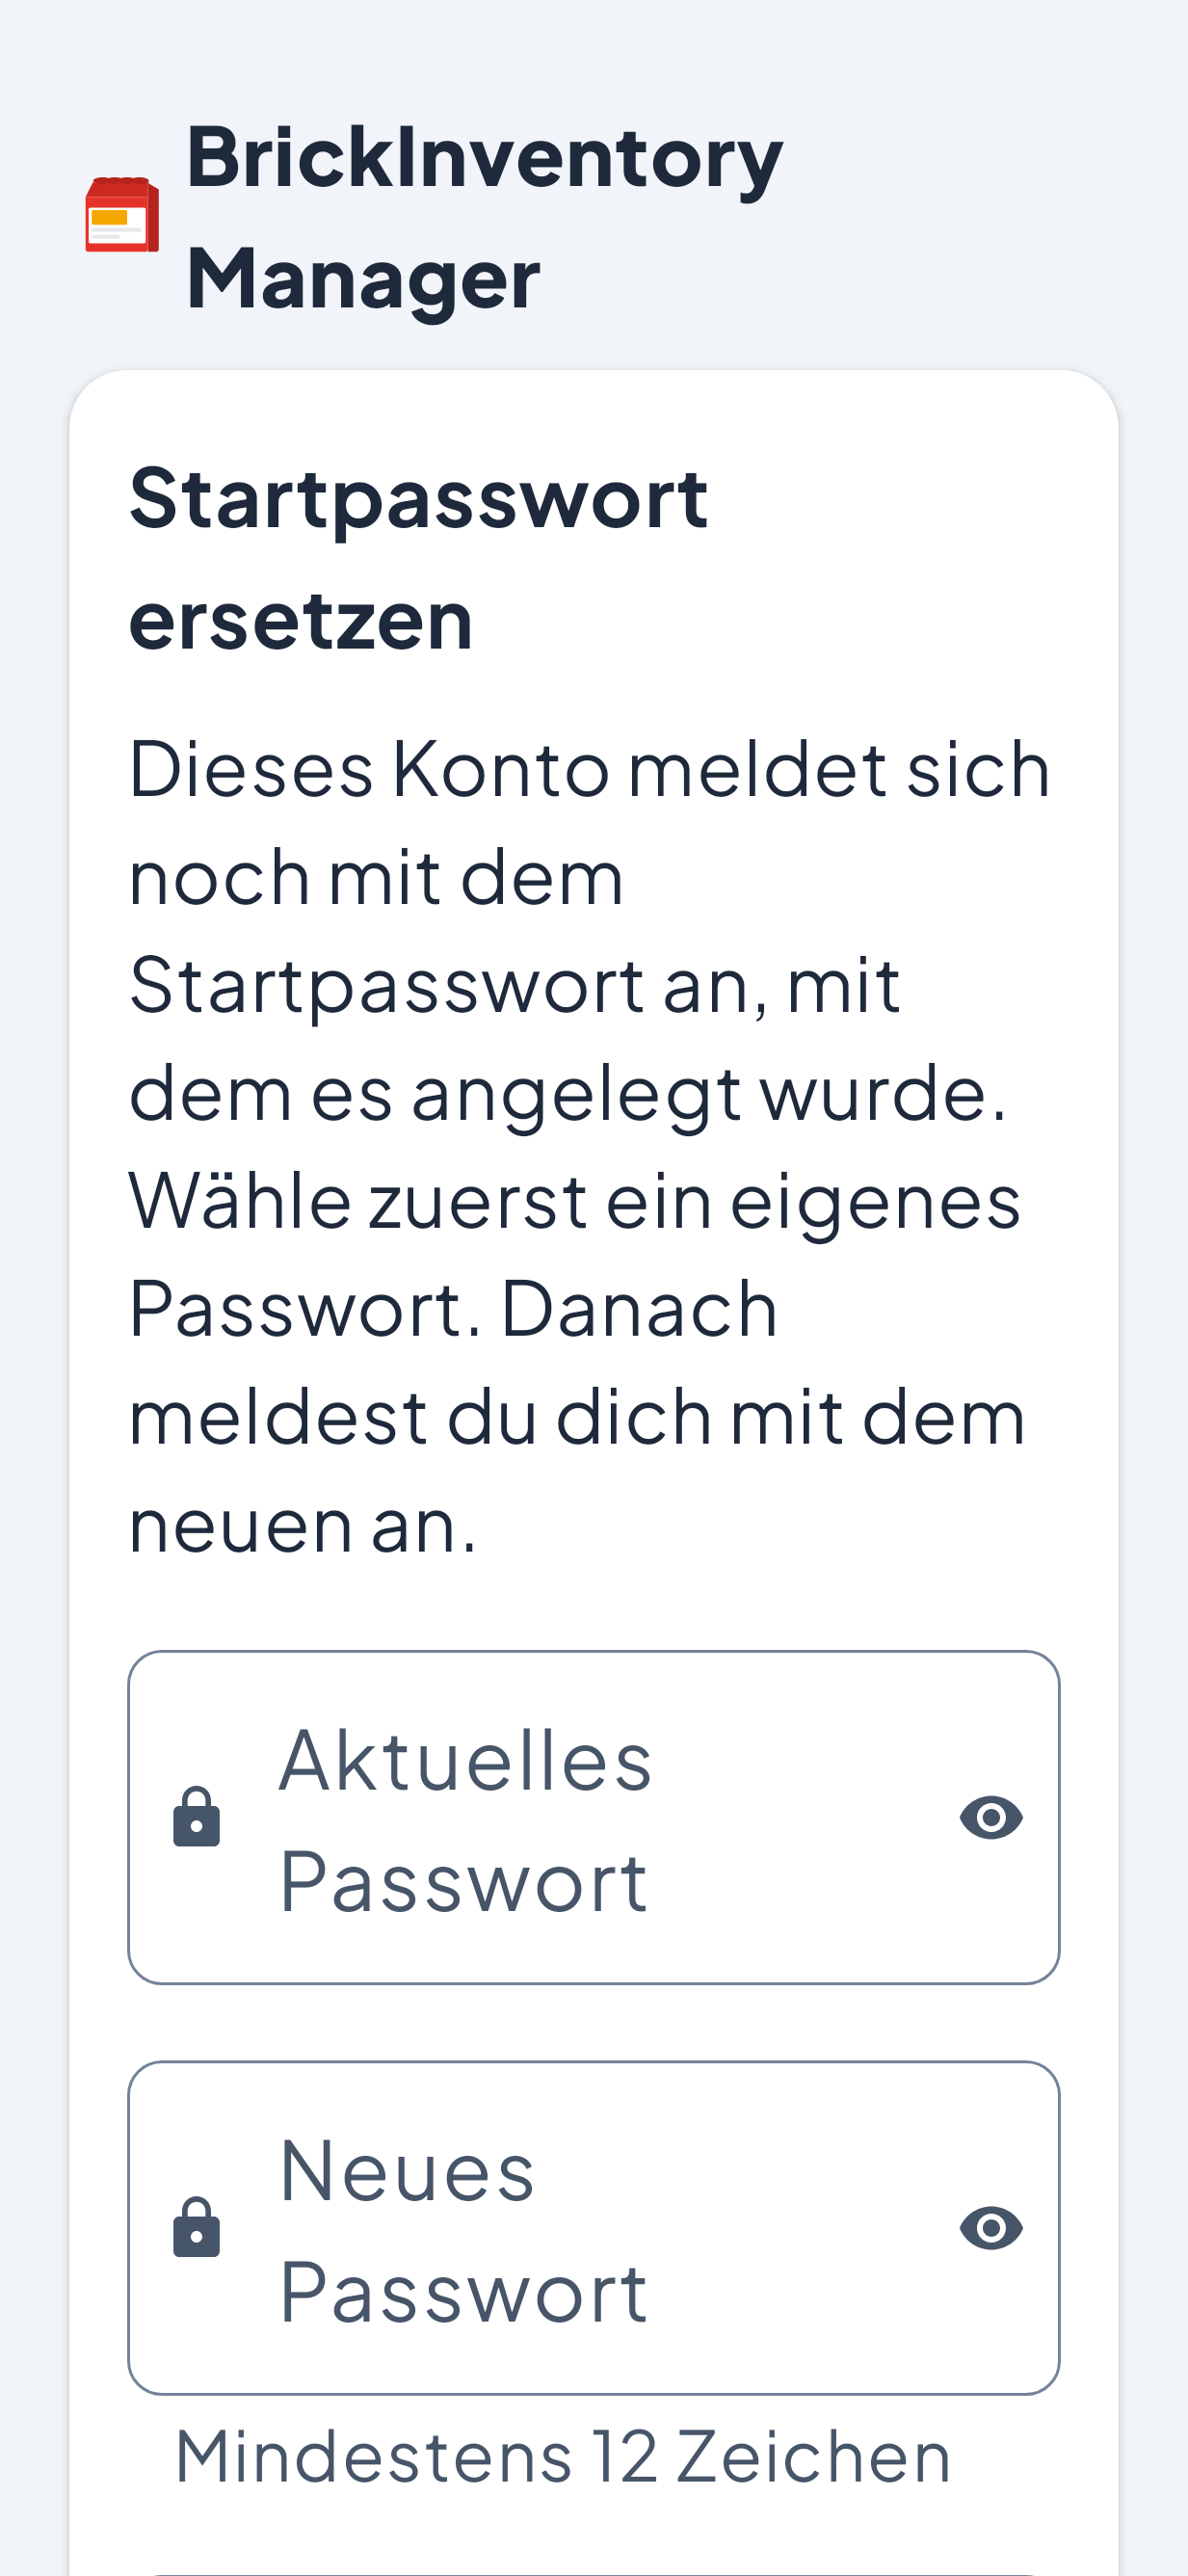 BrickInventory
Manager
Startpasswort
ersetzen
Dieses Konto meldet sich
noch mit dem
Startpasswort an, mit
dem es angelegt wurde.
Wähle zuerst ein eigenes
Passwort. Danach
meldest du dich mit dem
neuen an.
Aktuelles
Passwort
Neues
Passwort
Mindestens 12 Zeichen